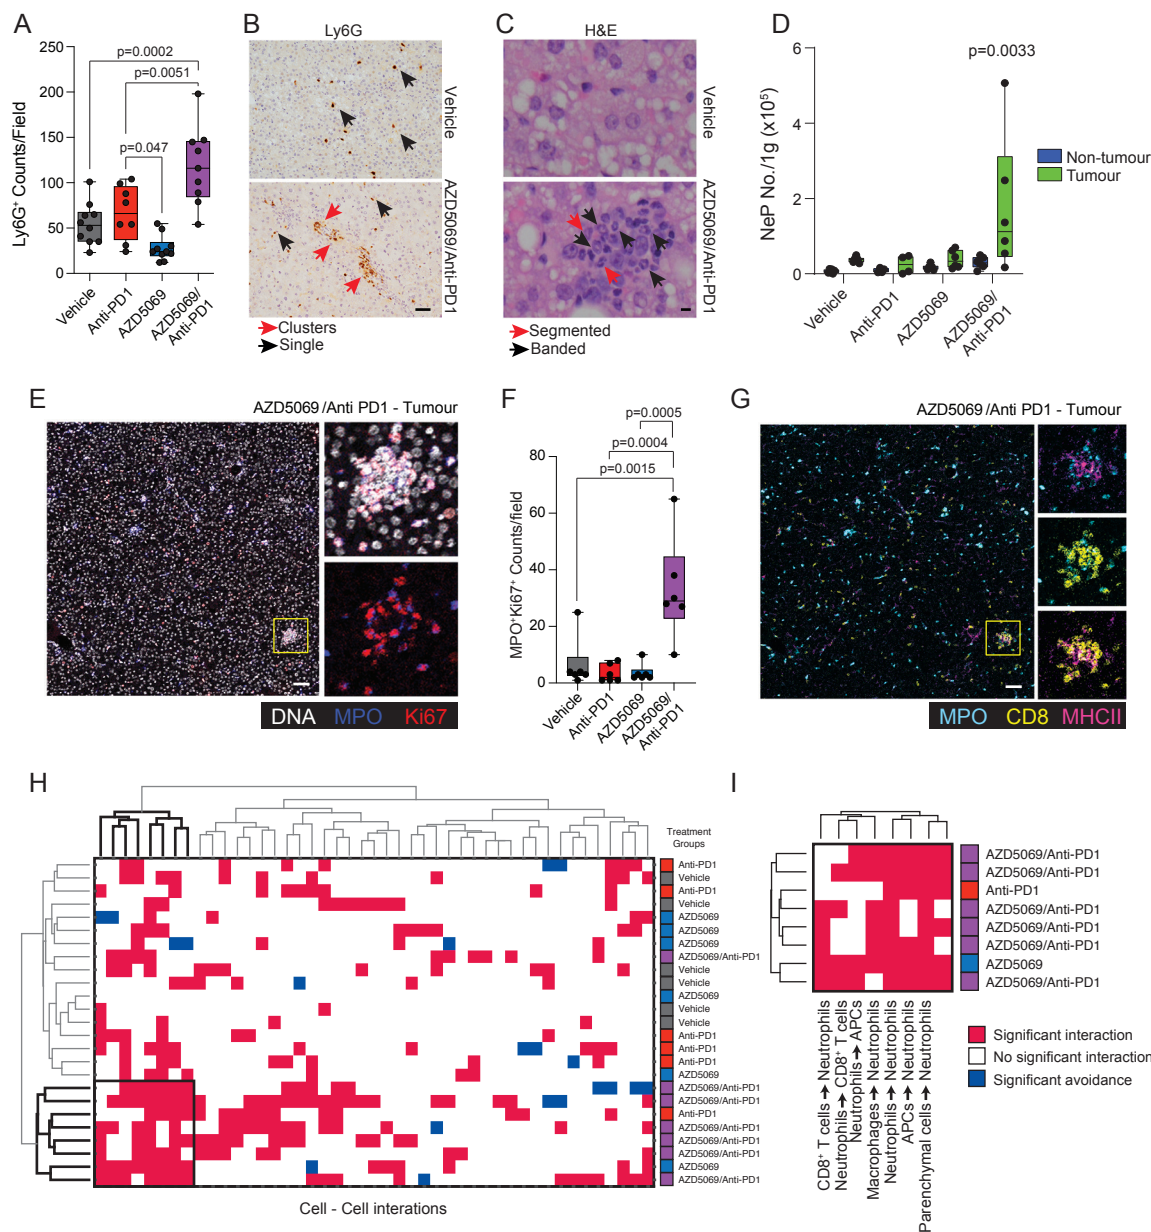 A
Ly6G+ Counts/Field
250
200
150
100
50
0
p=0.0002
p=0.0051
p=0.047
Vehicle
Anti-PD1
AZD5069
AZD5069/
Anti-PD1
B
Ly6G
Vehicle
AZD5069/Anti-PD1
Clusters
Single
C
H&E
Vehicle
AZD5069/Anti-PD1
Segmented
Banded
D
NeP No./1g (x10⁵)
6
4
2
0
p=0.0033
Vehicle
Anti-PD1
AZD5069
AZD5069/
Anti-PD1
Non-tumour
Tumour
E
AZD5069/Anti PD1 - Tumour
DNA MPO Ki67
F
MPO+Ki67+ Counts/field
80
60
40
20
0
p=0.0005
p=0.0004
p=0.0015
Vehicle
Anti-PD1
AZD5069
AZD5069/
Anti-PD1
G
AZD5069/Anti PD1 - Tumour
MPO CD8 MHCII
H
Treatment
Groups
Anti-PD1
Vehicle
Anti-PD1
Vehicle
AZD5069
AZD5069
AZD5069
AZD5069/Anti-PD1
Vehicle
Vehicle
AZD5069
Vehicle
Vehicle
Anti-PD1
Anti-PD1
Anti-PD1
AZD5069
AZD5069/Anti-PD1
AZD5069/Anti-PD1
Anti-PD1
AZD5069/Anti-PD1
AZD5069/Anti-PD1
AZD5069/Anti-PD1
AZD5069
AZD5069/Anti-PD1
Cell - Cell interations
I
AZD5069/Anti-PD1
AZD5069/Anti-PD1
Anti-PD1
AZD5069/Anti-PD1
AZD5069/Anti-PD1
AZD5069/Anti-PD1
AZD5069
AZD5069/Anti-PD1
CD8+ T cells→Neutrophils
Neutrophils→CD8+ T cells
Neutrophils→APCs
Macrophages→Neutrophils
Neutrophils→Neutrophils
APCs→Neutrophils
Parenchymal cells→Neutrophils
Significant interaction
No significant interaction
Significant avoidance